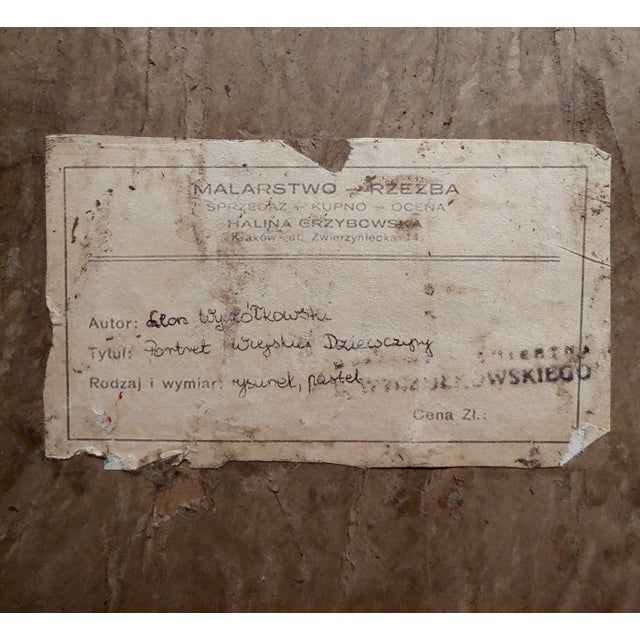 MALARSTWO - RZEŹBA
SPRZEDAŻ - KUPNO - OCENA
HALINA GRZYBOWSKA
Kraków ul. Zwierzyniecka 11
Autor: Leon Wyczółkowski
Tytuł: Portret Wiejskiej Dziewczyny
Rodzaj i wymiar: rysunek, pastel
WYCZÓŁKOWSKIEGO
Cena Zł.: